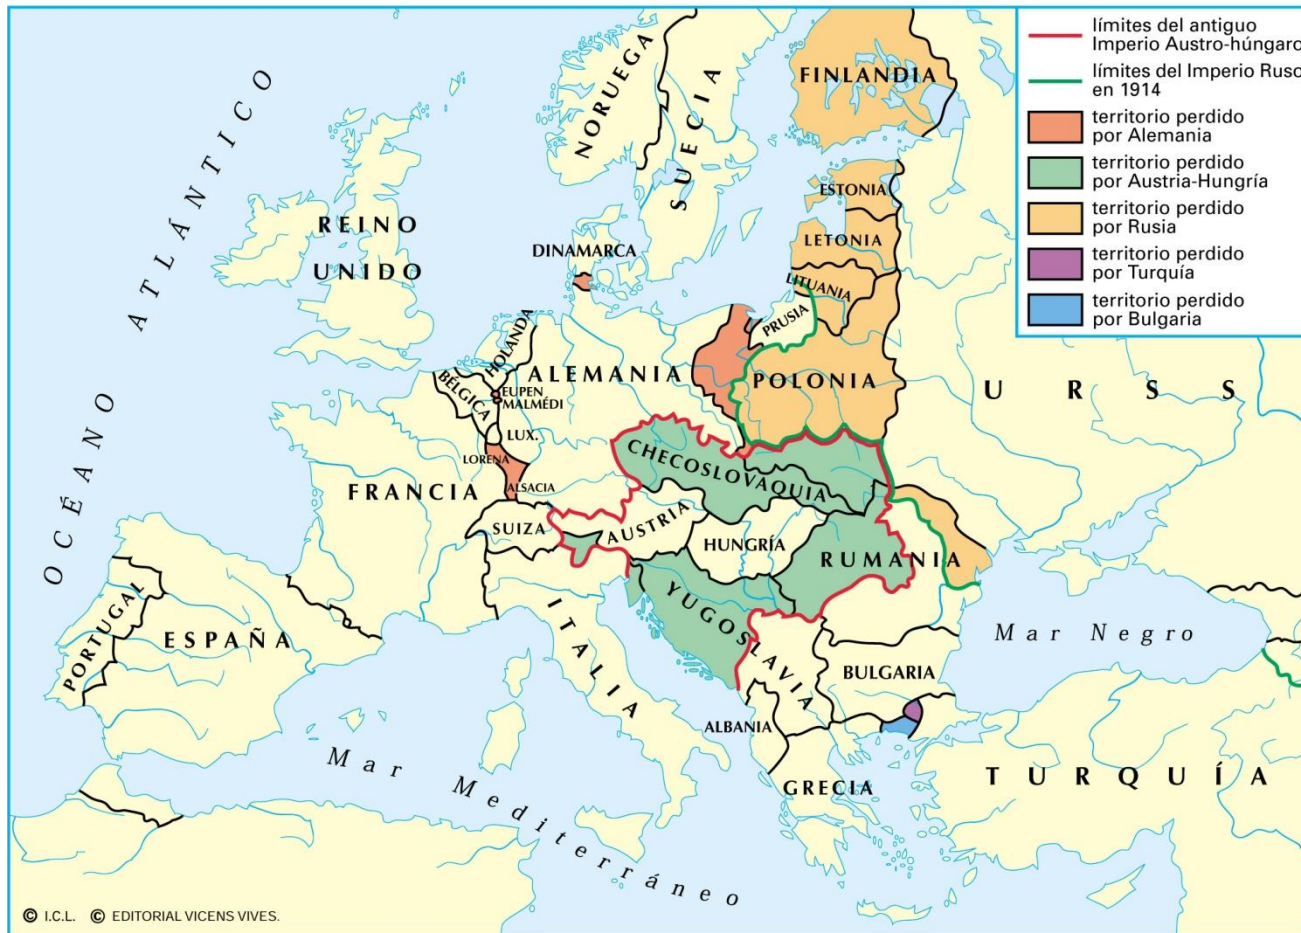 límites del antiguo
Imperio Austro-húngaro
límites del Imperio Ruso
en 1914
territorio perdido
por Alemania
territorio perdido
por Austria-Hungría
territorio perdido
por Rusia
territorio perdido
por Turquía
territorio perdido
por Bulgaria
OCÉANO ATLÁNTICO
NORUEGA
SUECIA
FINLANDIA
ESTONIA
LETONIA
LITUANIA
PRUSIA
REINO
UNIDO
DINAMARCA
HOLANDA
BÉLGICA
EUPEN
MALMÉDI
LUX.
ALEMANIA
POLONIA
URSS
LORENA
ALSACIA
FRANCIA
CHECOSLOVAQUIA
SUIZA
AUSTRIA
HUNGRÍA
RUMANIA
YUGOSLAVIA
ITALIA
PORTUGAL
ESPAÑA
Mar Negro
BULGARIA
ALBANIA
GRECIA
TURQUÍA
Mar Mediterráneo
© I.C.L. © EDITORIAL VICENS VIVES.